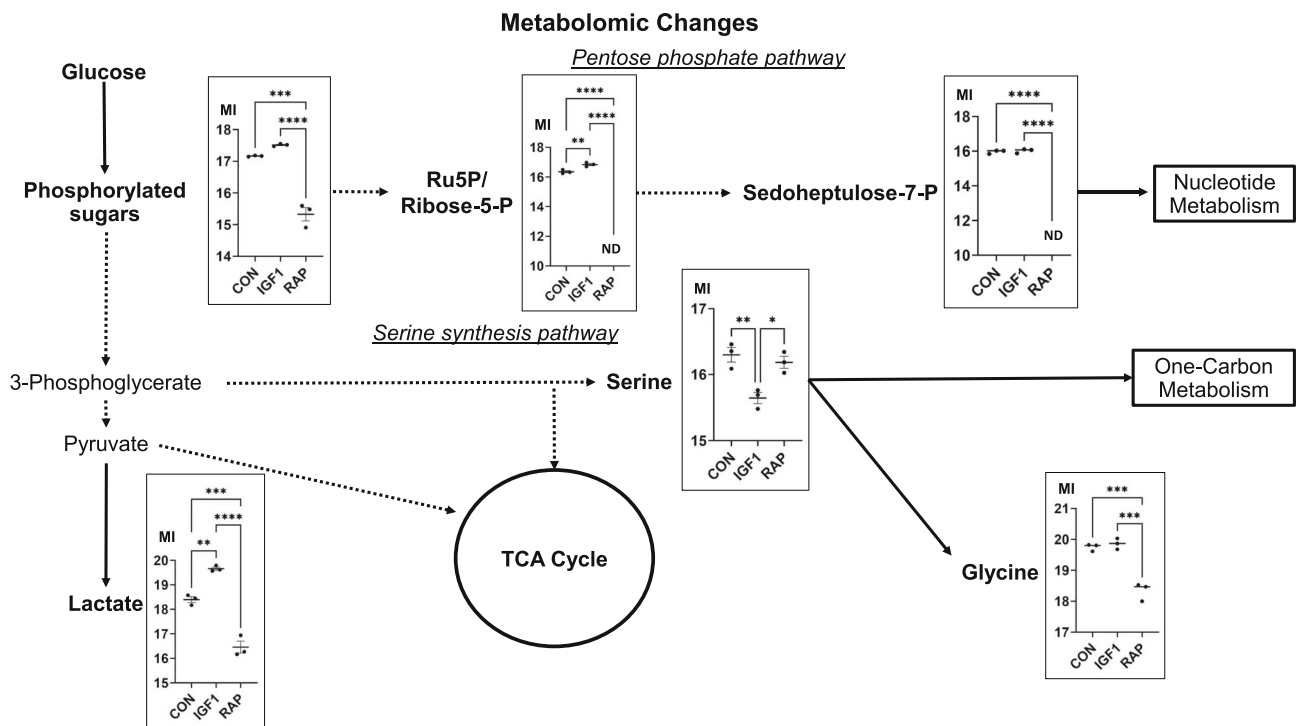 Metabolomic Changes
Pentose phosphate pathway
Glucose
Phosphorylated
sugars
MI
***
****
18
17
16
15
14
CON
IGF1
RAP
Ru5P/
Ribose-5-P
MI
****
****
**
18
16
14
12
10
ND
CON
IGF1
RAP
Sedoheptulose-7-P
MI
****
****
18
16
14
12
10
ND
CON
IGF1
RAP
Nucleotide
Metabolism
Serine synthesis pathway
3-Phosphoglycerate
Serine
MI
** *
17
16
15
CON
IGF1
RAP
One-Carbon
Metabolism
Pyruvate
TCA Cycle
Lactate
MI
***
****
**
20
19
18
17
16
15
CON
IGF1
RAP
Glycine
MI
***
***
21
20
19
18
17
CON
IGF1
RAP